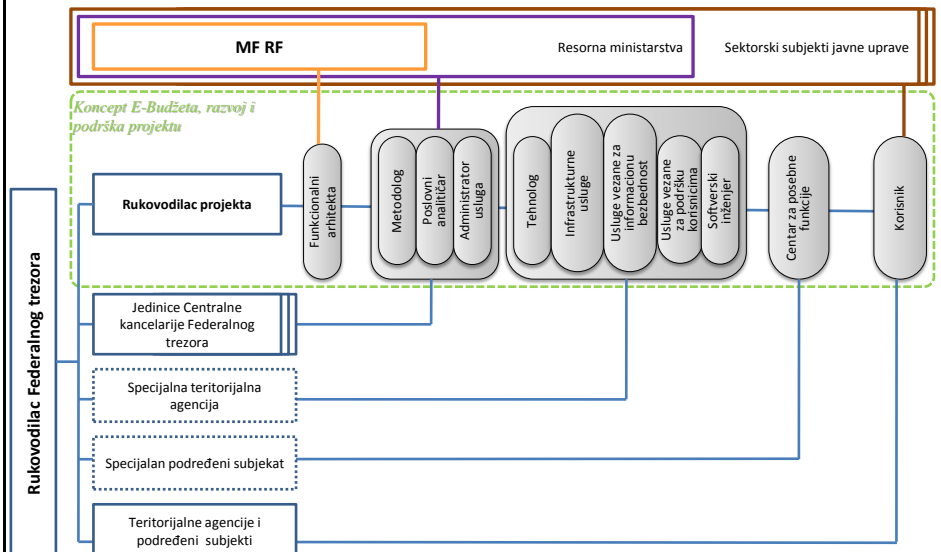 MF RF
Resorna ministarstva
Sektorski subjekti javne uprave
Koncept E-Budžeta, razvoj i
podrška projektu
Rukovodilac Federalnog trezora
Rukovodilac projekta
Funkcionalni
arhitekta
Metodolog
Poslovni
analitičar
Administrator
usluga
Tehnolog
Infrastrukturne
usluge
Usluge vezane za
informacionu
bezbednost
Usluge vezane
za podršku
korisnicima
Softverski
inženjer
Centar za posebne
funkcije
Korisnik
Jedinice Centralne
kancelarije Federalnog
trezora
Specijalna teritorijalna
agencija
Specijalan podređeni subjekat
Teritorijalne agencije i
podređeni subjekti